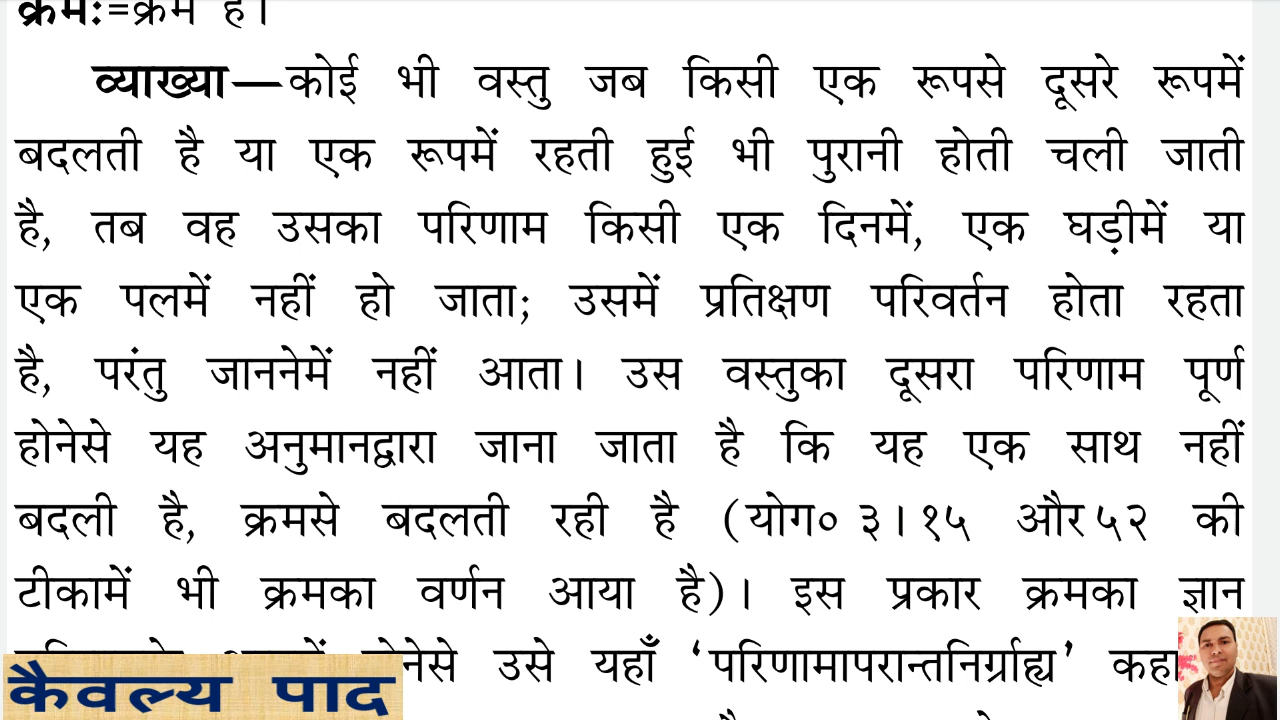 क्रमः=क्रम है।
व्याख्या—कोई भी वस्तु जब किसी एक रूपसे दूसरे रूपमें
बदलती है या एक रूपमें रहती हुई भी पुरानी होती चली जाती
है, तब वह उसका परिणाम किसी एक दिनमें, एक घड़ीमें या
एक पलमें नहीं हो जाता; उसमें प्रतिक्षण परिवर्तन होता रहता
है, परंतु जाननेमें नहीं आता। उस वस्तुका दूसरा परिणाम पूर्ण
होनेसे यह अनुमानद्वारा जाना जाता है कि यह एक साथ नहीं
बदली है, क्रमसे बदलती रही है (योग० ३।१५ और५२ की
टीकामें भी क्रमका वर्णन आया है)। इस प्रकार क्रमका ज्ञान
उसे यहाँ ‘परिणामापरान्तनिर्ग्राह्य’ कहा
कैवल्य पाद